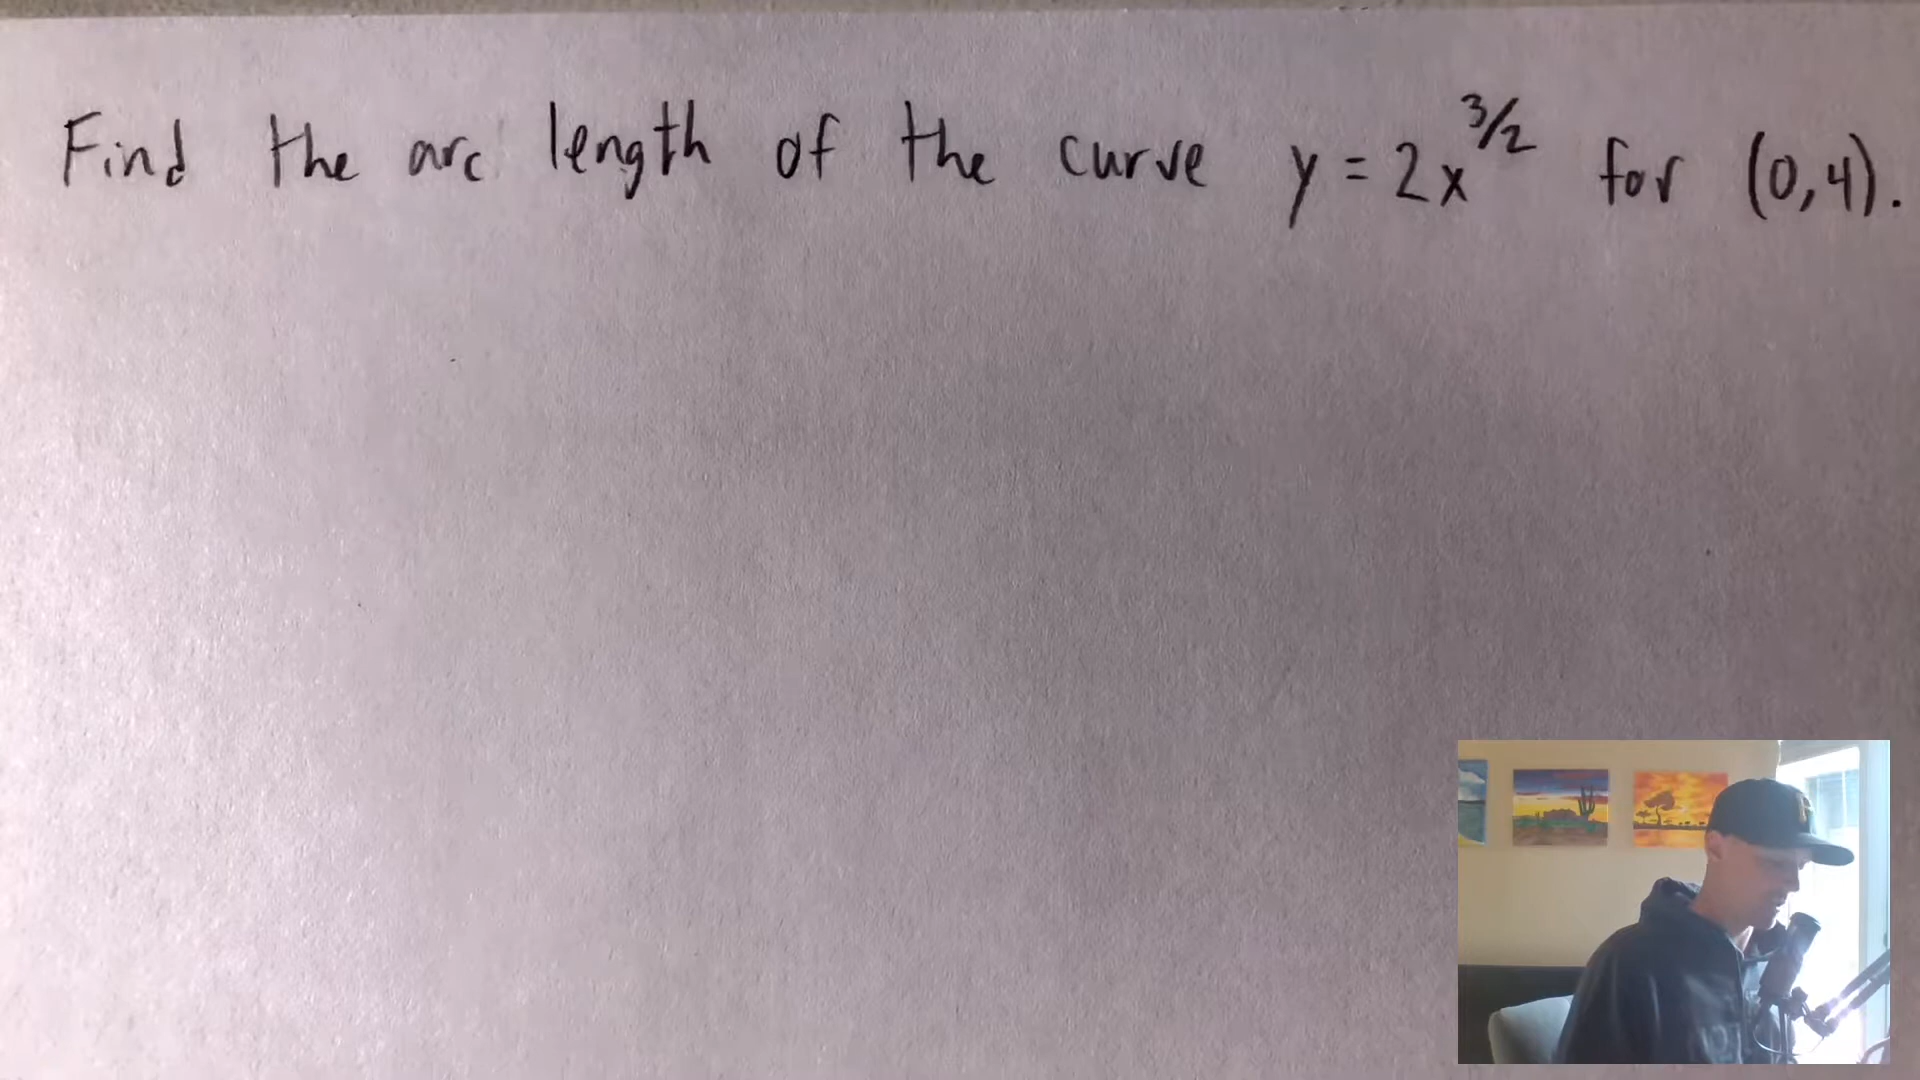 Find the arc length of the curve y = 2x^{3/2} for (0,4).